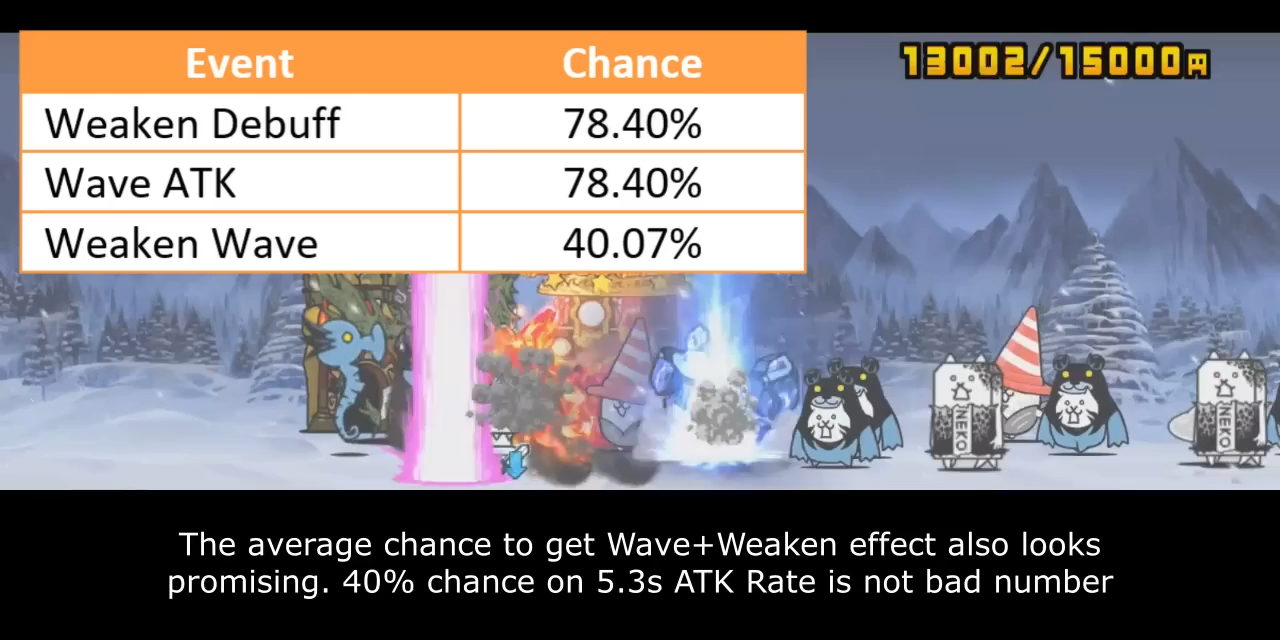 Event Chance
13002/15000円
Weaken Debuff 78.40%
Wave ATK 78.40%
Weaken Wave 40.07%
NEKO
NEKO
The average chance to get Wave+Weaken effect also looks
promising. 40% chance on 5.3s ATK Rate is not bad number